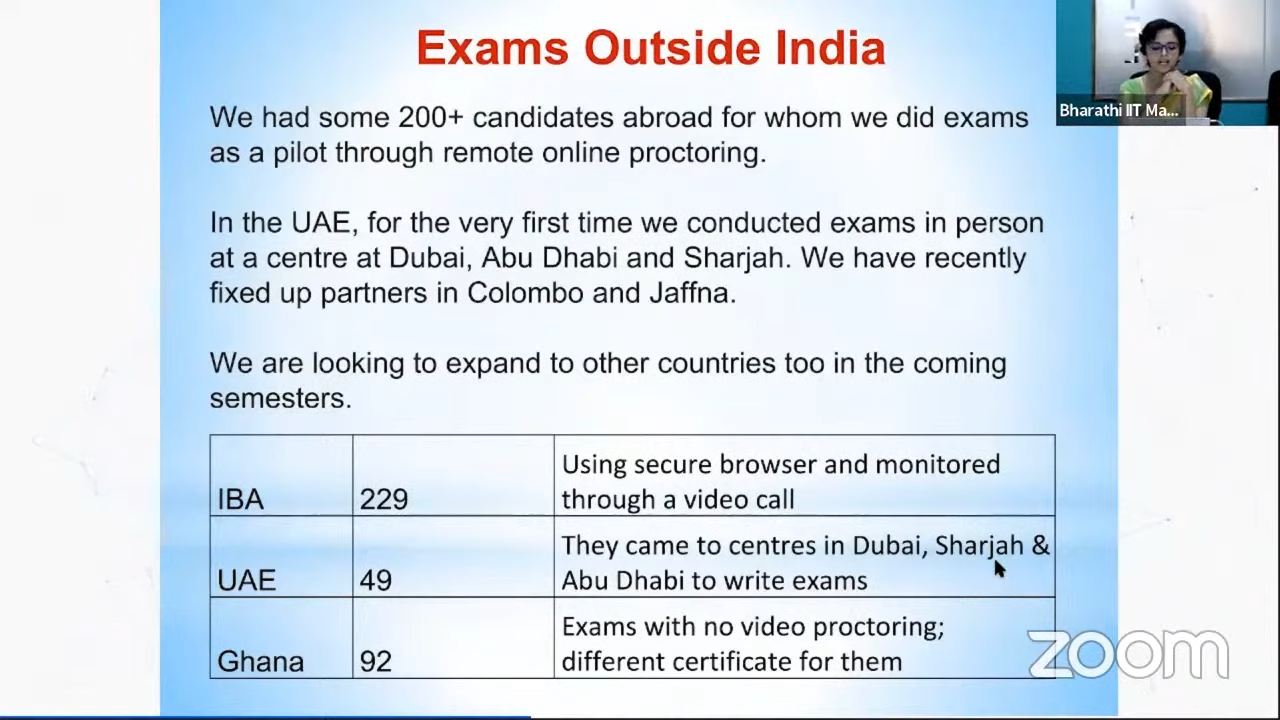 Exams Outside India
Bharathi IIT Ma...
We had some 200+ candidates abroad for whom we did exams
as a pilot through remote online proctoring.
In the UAE, for the very first time we conducted exams in person
at a centre at Dubai, Abu Dhabi and Sharjah. We have recently
fixed up partners in Colombo and Jaffna.
We are looking to expand to other countries too in the coming
semesters.
Using secure browser and monitored
IBA 229 through a video call
They came to centres in Dubai, Sharjah &
UAE 49 Abu Dhabi to write exams
Exams with no video proctoring;
Ghana 92 different certificate for them
zoom